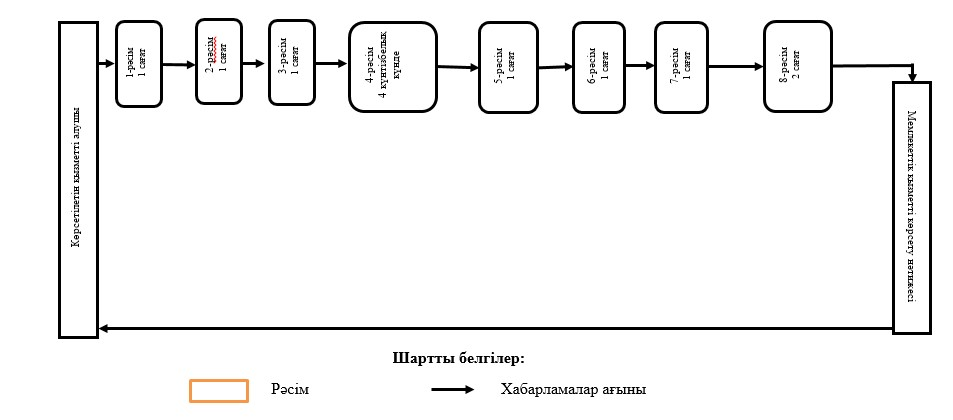 Көрсетілетін қызметті алушы
1-рәсім
1 сағат
2-рәсім
1 сағат
3-рәсім
1 сағат
4-рәсім
4 күнтізбелық
күнде
5-рәсім
1 сағат
6-рәсім
1 сағат
7-рәсім
1 сағат
8-рәсім
2 сағат
Мемлекеттік қызметті көрсету нәтижесі
Шартты белгілер:
Рәсім
Хабарламалар ағыны